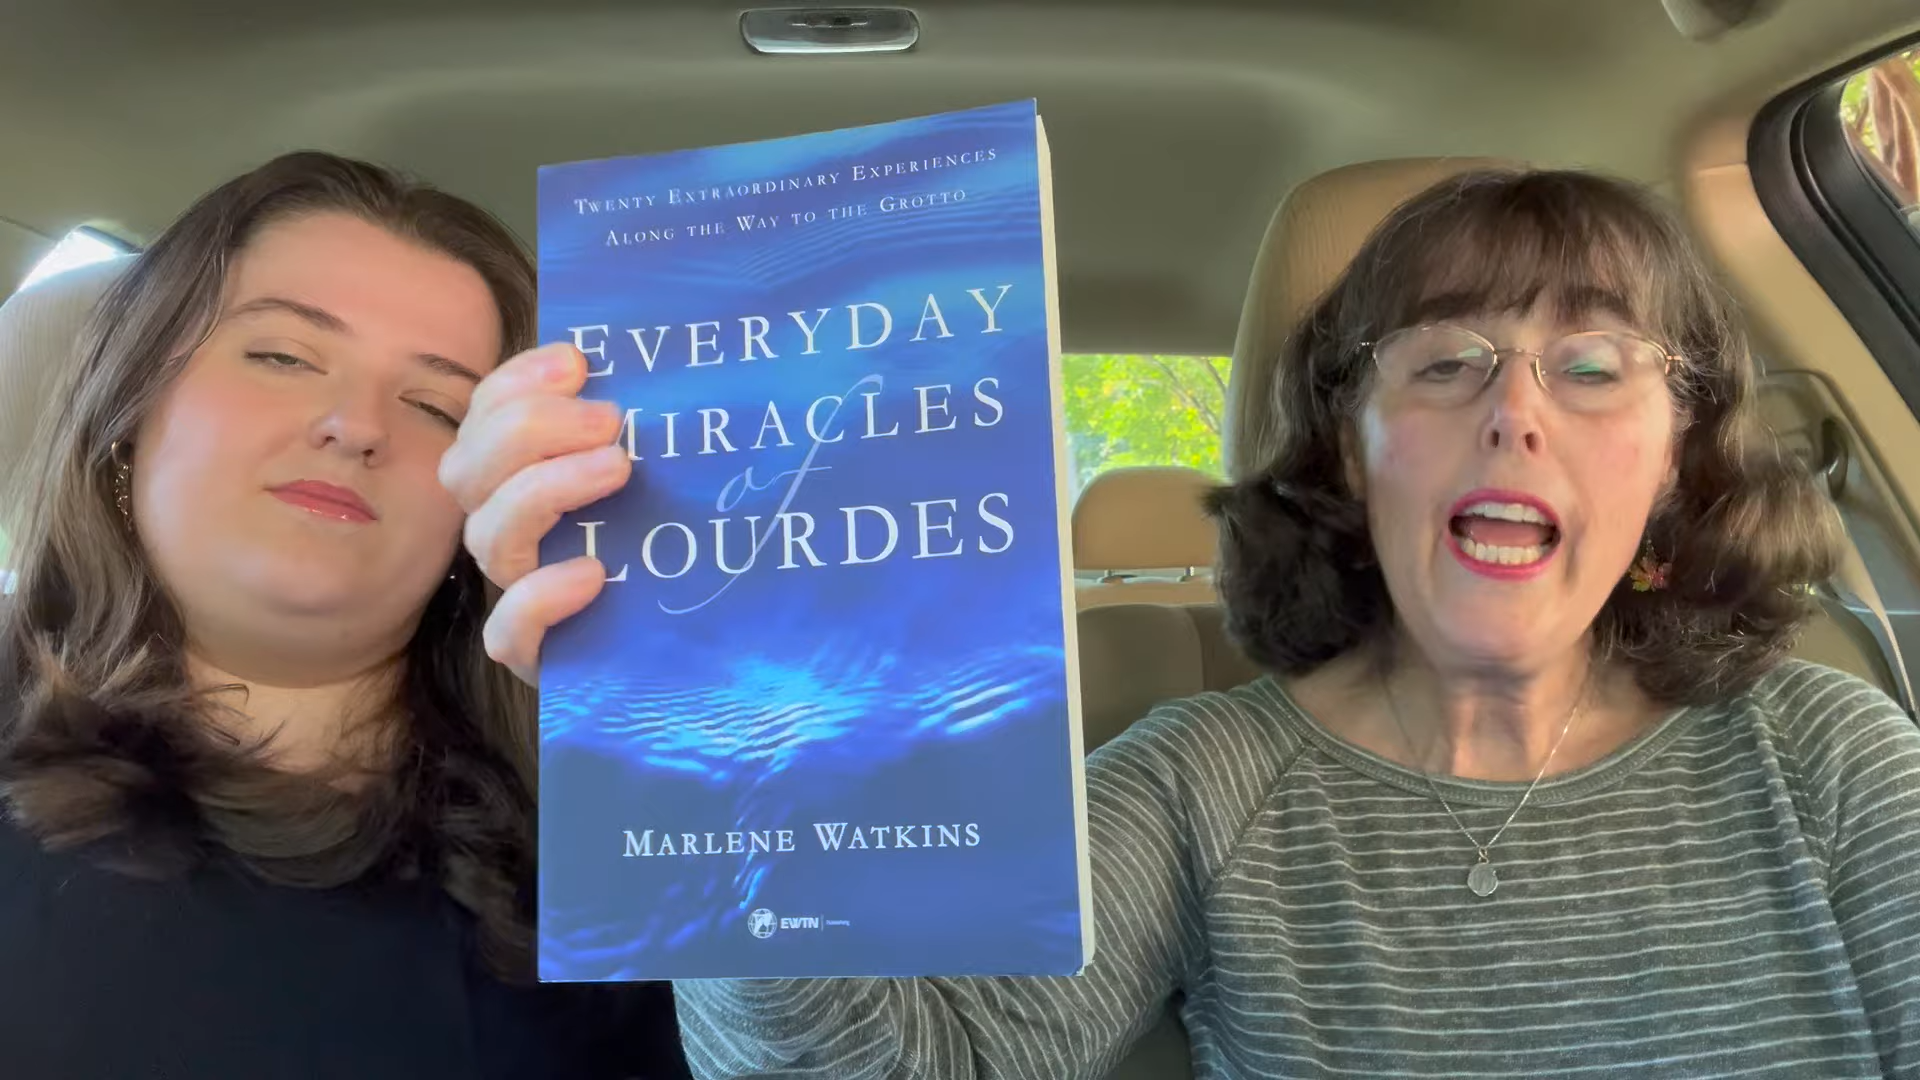 Twenty Extraordinary Experiences
Along the Way to the Grotto
Everyday
Miracles
of
Lourdes
Marlene Watkins
EWTN